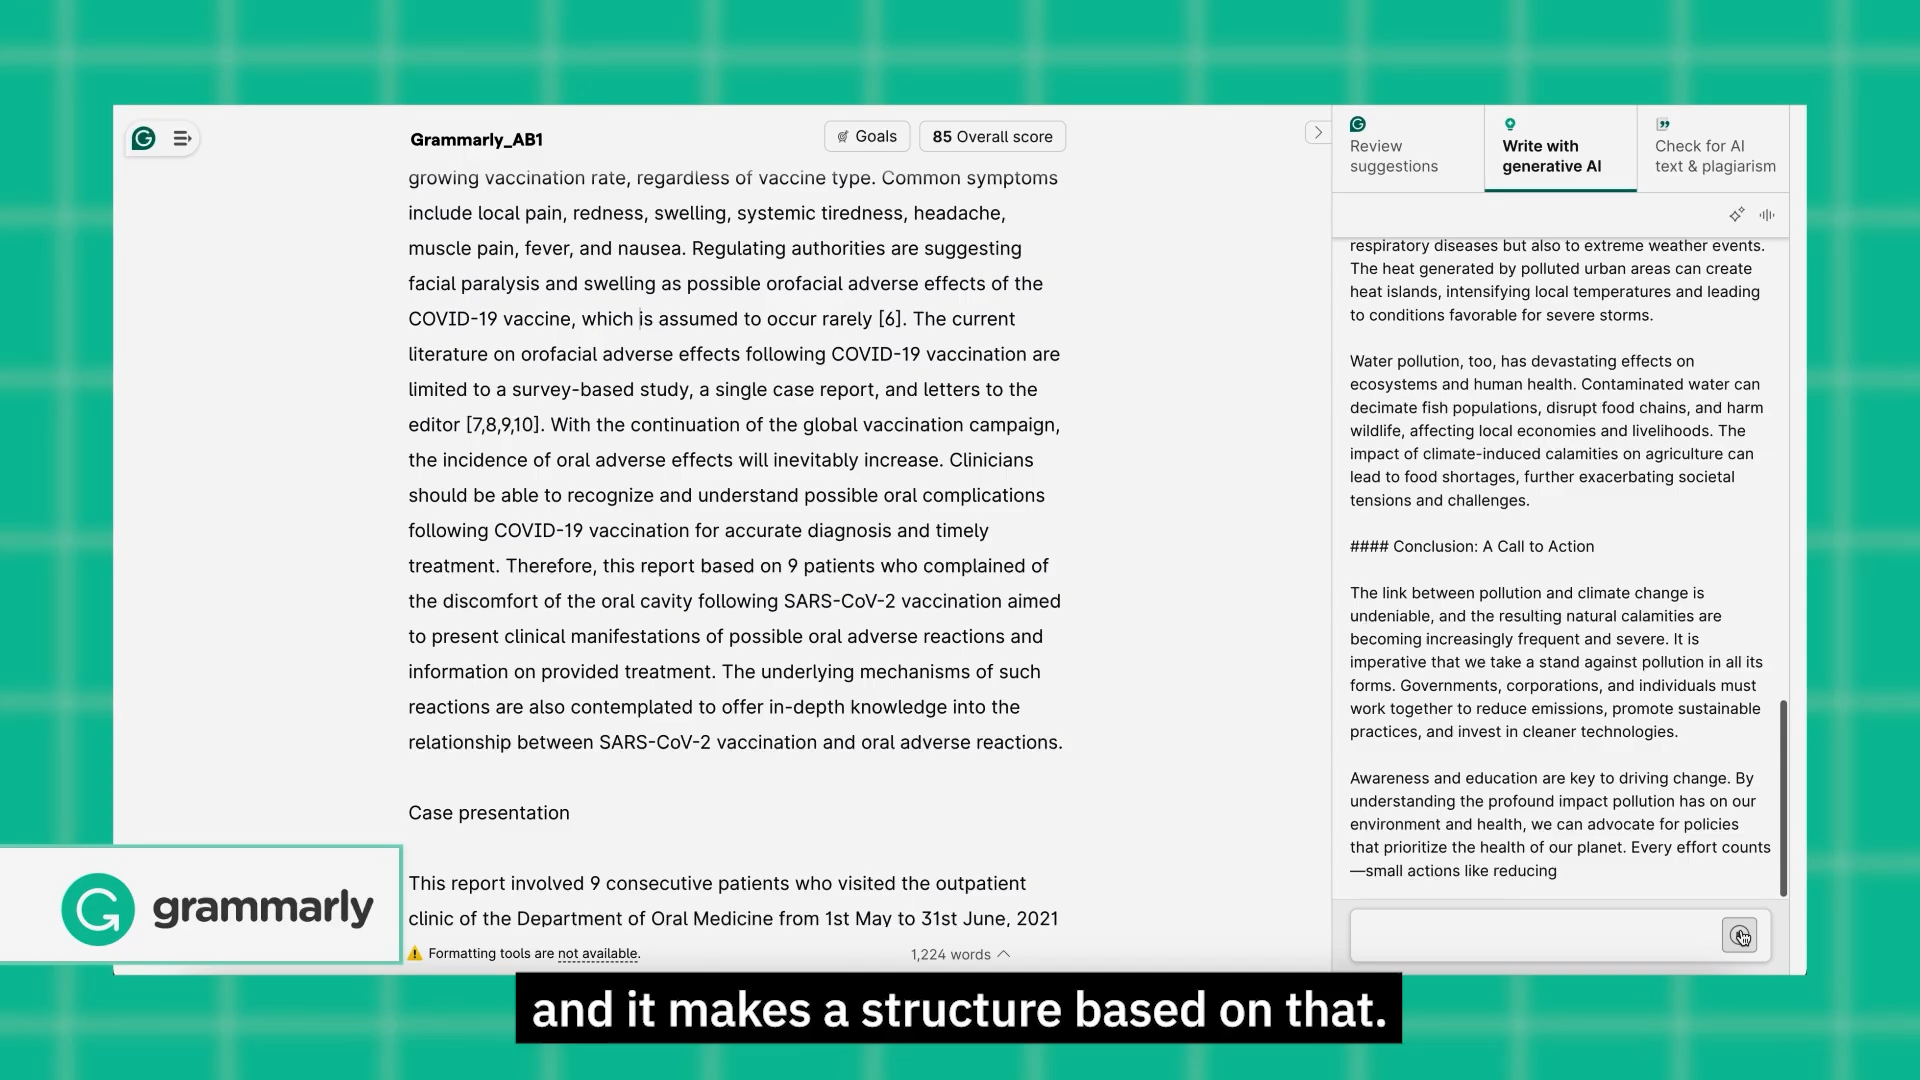 Grammarly_AB1
Goals
85 Overall score
growing vaccination rate, regardless of vaccine type. Common symptoms
include local pain, redness, swelling, systemic tiredness, headache,
muscle pain, fever, and nausea. Regulating authorities are suggesting
facial paralysis and swelling as possible orofacial adverse effects of the
COVID-19 vaccine, which is assumed to occur rarely [6]. The current
literature on orofacial adverse effects following COVID-19 vaccination are
limited to a survey-based study, a single case report, and letters to the
editor [7,8,9,10]. With the continuation of the global vaccination campaign,
the incidence of oral adverse effects will inevitably increase. Clinicians
should be able to recognize and understand possible oral complications
following COVID-19 vaccination for accurate diagnosis and timely
treatment. Therefore, this report based on 9 patients who complained of
the discomfort of the oral cavity following SARS-CoV-2 vaccination aimed
to present clinical manifestations of possible oral adverse reactions and
information on provided treatment. The underlying mechanisms of such
reactions are also contemplated to offer in-depth knowledge into the
relationship between SARS-CoV-2 vaccination and oral adverse reactions.
Case presentation
This report involved 9 consecutive patients who visited the outpatient
clinic of the Department of Oral Medicine from 1st May to 31st June, 2021
Formatting tools are not available.
1,224 words
Review
suggestions
Write with
generative AI
Check for AI
text & plagiarism
respiratory diseases but also to extreme weather events.
The heat generated by polluted urban areas can create
heat islands, intensifying local temperatures and leading
to conditions favorable for severe storms.
Water pollution, too, has devastating effects on
ecosystems and human health. Contaminated water can
decimate fish populations, disrupt food chains, and harm
wildlife, affecting local economies and livelihoods. The
impact of climate-induced calamities on agriculture can
lead to food shortages, further exacerbating societal
tensions and challenges.
#### Conclusion: A Call to Action
The link between pollution and climate change is
undeniable, and the resulting natural calamities are
becoming increasingly frequent and severe. It is
imperative that we take a stand against pollution in all its
forms. Governments, corporations, and individuals must
work together to reduce emissions, promote sustainable
practices, and invest in cleaner technologies.
Awareness and education are key to driving change. By
understanding the profound impact pollution has on our
environment and health, we can advocate for policies
that prioritize the health of our planet. Every effort counts
—small actions like reducing
grammarly
and it makes a structure based on that.